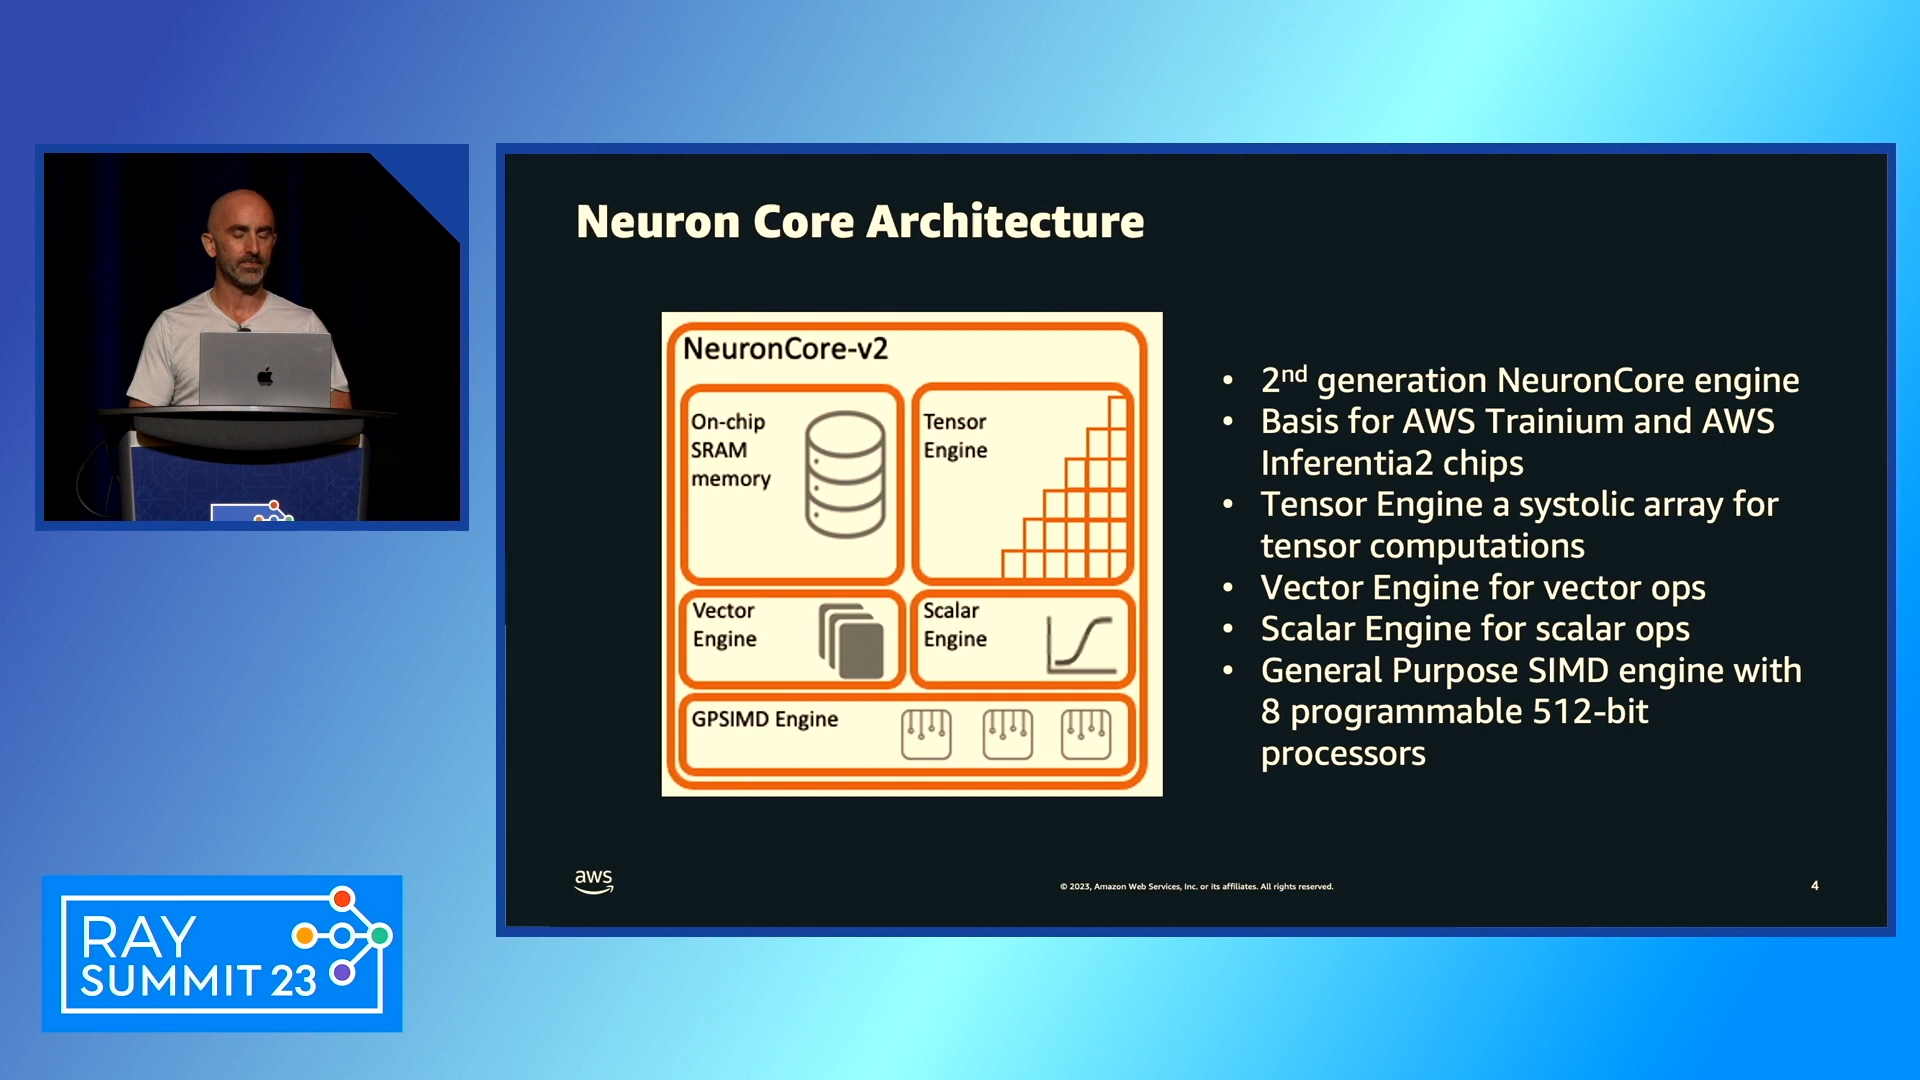 Neuron Core Architecture
NeuronCore-v2
On-chip
SRAM
memory
Tensor
Engine
Vector
Engine
Scalar
Engine
GPSIMD Engine
• 2nd generation NeuronCore engine
• Basis for AWS Trainium and AWS
Inferentia2 chips
• Tensor Engine a systolic array for
tensor computations
• Vector Engine for vector ops
• Scalar Engine for scalar ops
• General Purpose SIMD engine with
8 programmable 512-bit
processors
aws
© 2023, Amazon Web Services, Inc. or its affiliates. All rights reserved.
4
RAY
SUMMIT 23